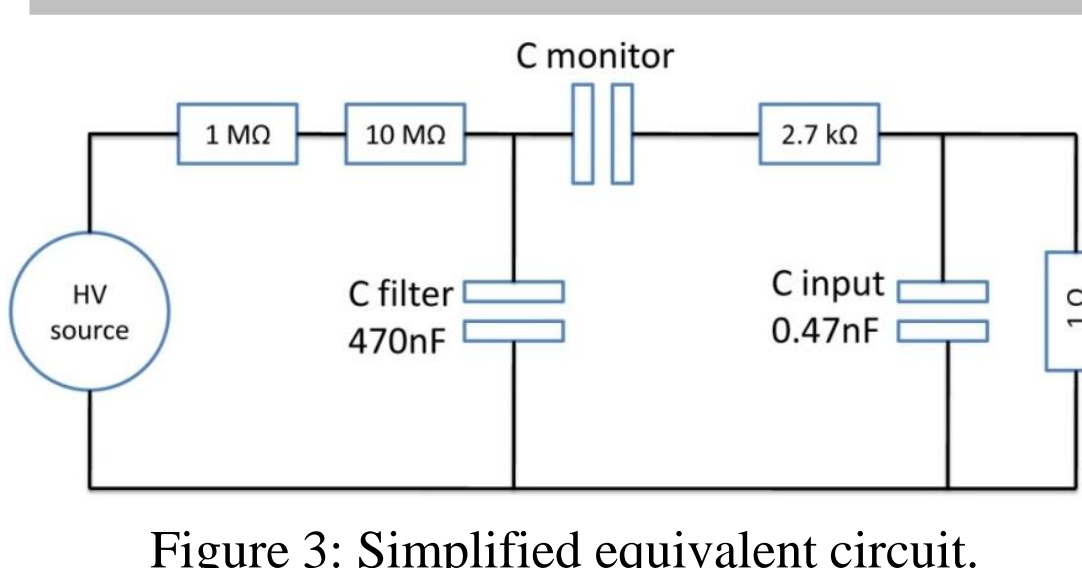 C monitor
1 MΩ
10 MΩ
2.7 kΩ
HV
source
C filter
470nF
C input
0.47nF
Figure 3: Simplified equivalent circuit.